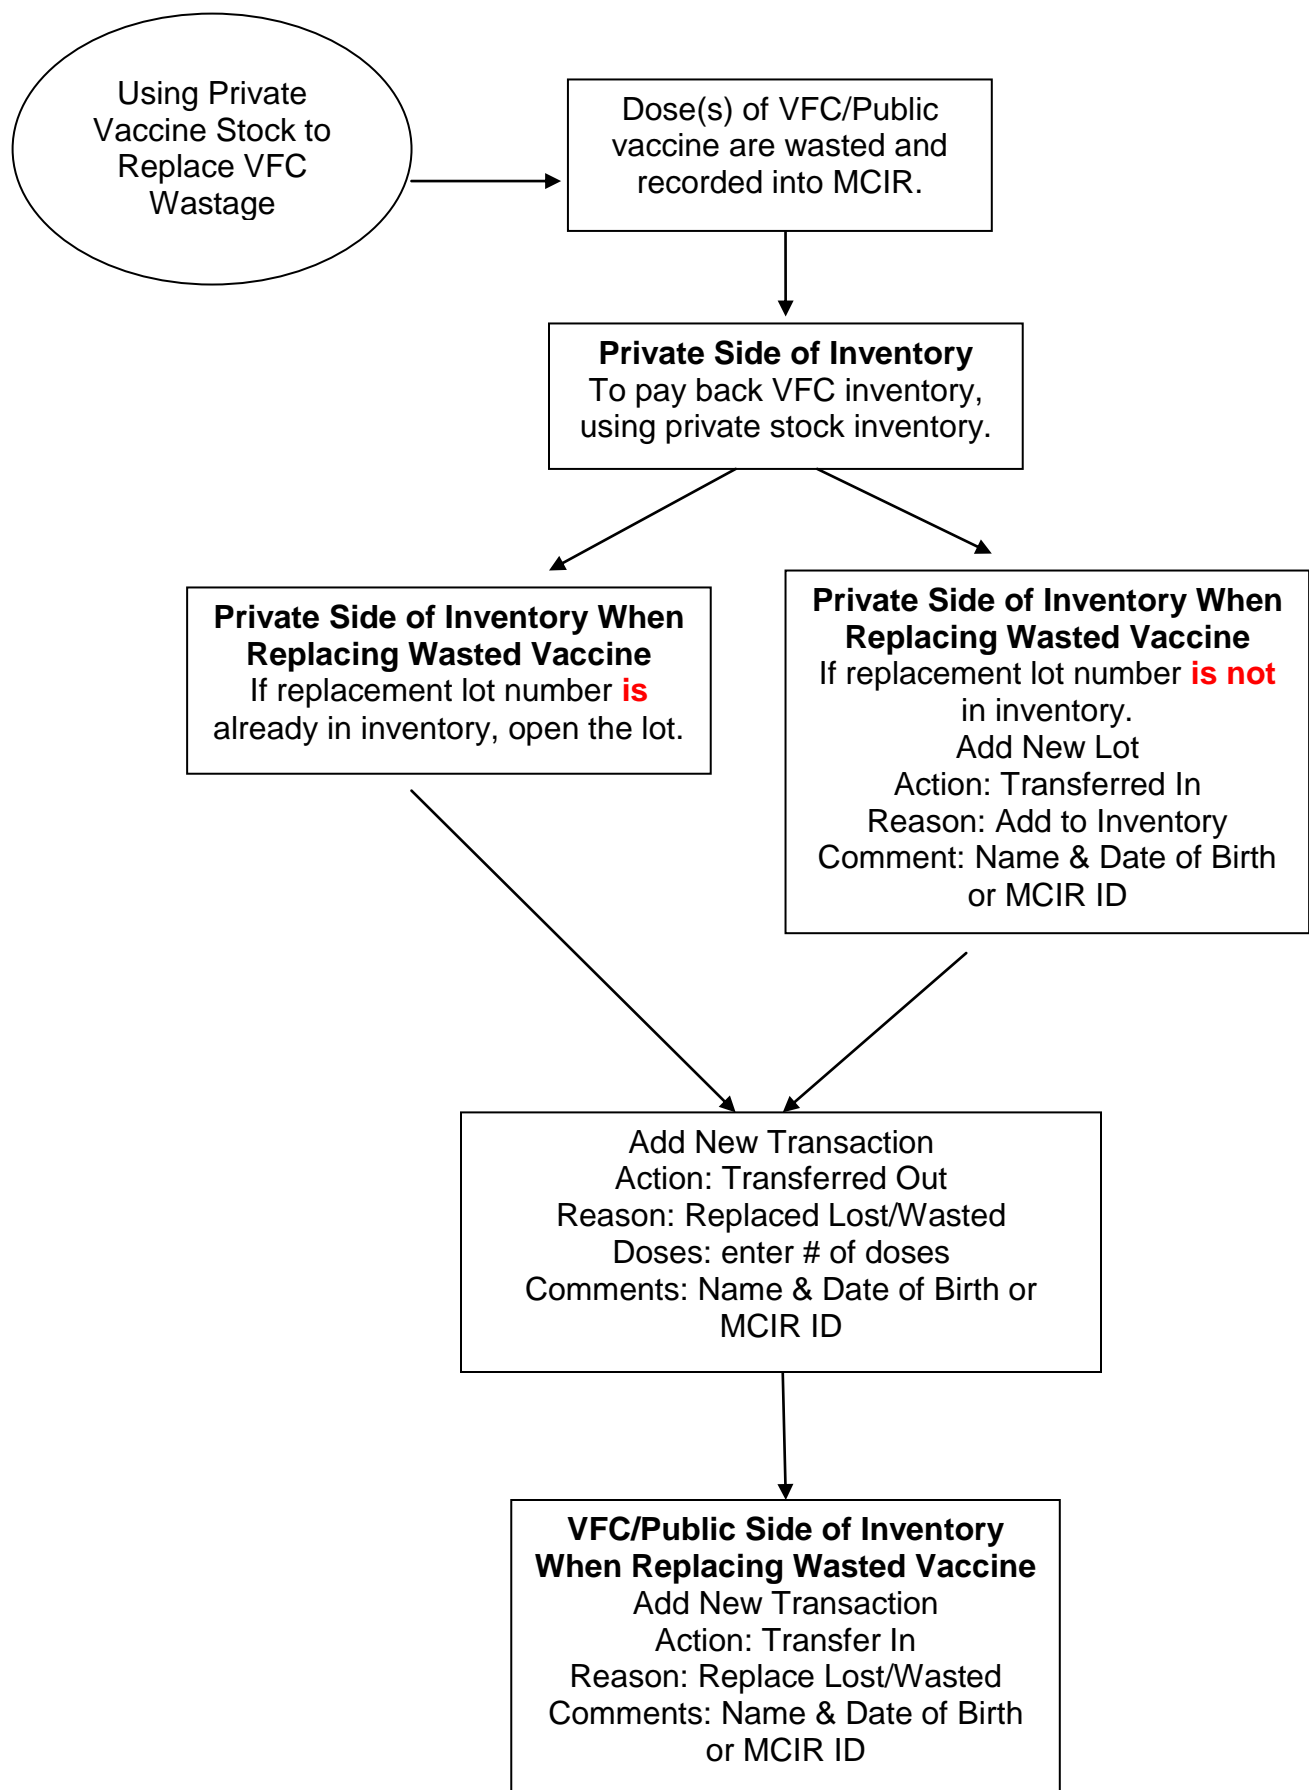 Using Private
Vaccine Stock to
Replace VFC
Wastage
Dose(s) of VFC/Public
vaccine are wasted and
recorded into MCIR.
Private Side of Inventory
To pay back VFC inventory,
using private stock inventory.
Private Side of Inventory When
Replacing Wasted Vaccine
If replacement lot number is
already in inventory, open the lot.
Private Side of Inventory When
Replacing Wasted Vaccine
If replacement lot number is not
in inventory.
Add New Lot
Action: Transferred In
Reason: Add to Inventory
Comment: Name & Date of Birth
or MCIR ID
Add New Transaction
Action: Transferred Out
Reason: Replaced Lost/Wasted
Doses: enter # of doses
Comments: Name & Date of Birth or
MCIR ID
VFC/Public Side of Inventory
When Replacing Wasted Vaccine
Add New Transaction
Action: Transfer In
Reason: Replace Lost/Wasted
Comments: Name & Date of Birth
or MCIR ID